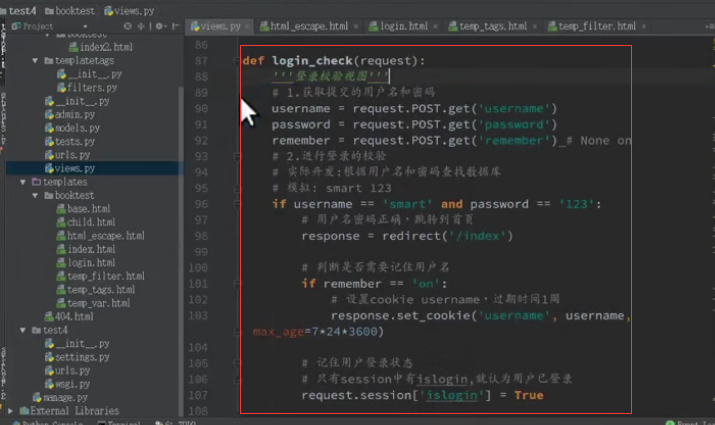 test4 booktest views.py
Project
views.py html_escape.html login.html temp_tags.html temp_filter.html
booktest
index2.html
templatetags
__init__.py
filters.py
__init__.py
admin.py
models.py
tests.py
urls.py
views.py
templates
booktest
base.html
child.html
html_escape.html
index.html
login.html
temp_filter.html
temp_tags.html
temp_var.html
404.html
test4
__init__.py
settings.py
urls.py
wsgi.py
manage.py
External Libraries
86
87 def login_check(request):
88 '''登录校验视图'''
89 # 1.获取提交的用户名和密码
90 username = request.POST.get('username')
91 password = request.POST.get('password')
92 remember = request.POST.get('remember')_# None on
93 # 2.进行登录的校验
94 # 实际开发:根据用户名和密码查找数据库
95 # 模拟: smart 123
96 if username == 'smart' and password == '123':
97 # 用户名密码正确，跳转到首页
98 response = redirect('/index')
99
100 # 判断是否需要记住用户名
101 if remember == 'on':
102 # 设置cookie username，过期时间1周
103 response.set_cookie('username', username,
max_age=7*24*3600)
104
105 # 记住用户登录状态
106 # 只有session中有islogin,就认为用户已登录
107 request.session['islogin'] = True
108